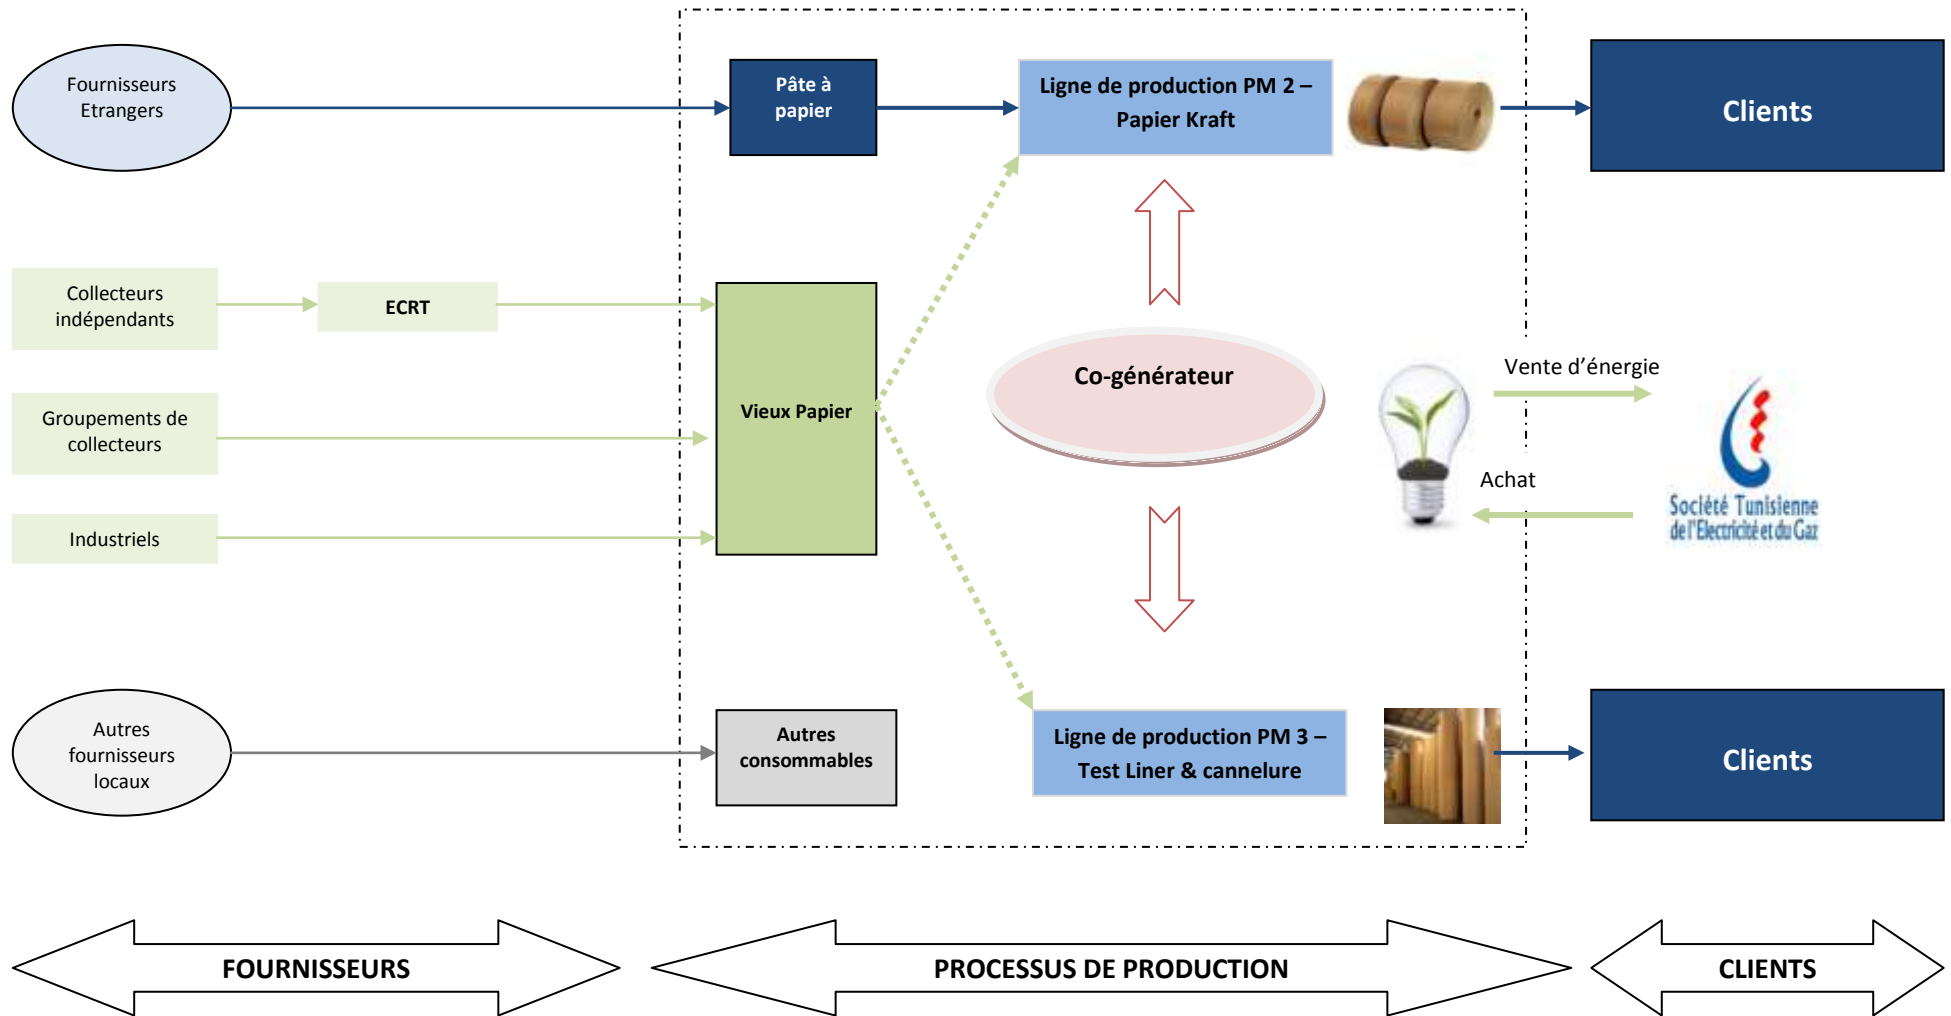 Fournisseurs
Etrangers
Pâte à
papier
Ligne de production PM 2 –
Papier Kraft
Clients
Collecteurs
indépendants
ECRT
Groupements de
collecteurs
Industriels
Vieux Papier
Co-générateur
Vente d’énergie
Achat
Société Tunisienne
de l'Electricité et du Gaz
Autres
fournisseurs
locaux
Autres
consommables
Ligne de production PM 3 –
Test Liner & cannelure
Clients
FOURNISSEURS
PROCESSUS DE PRODUCTION
CLIENTS